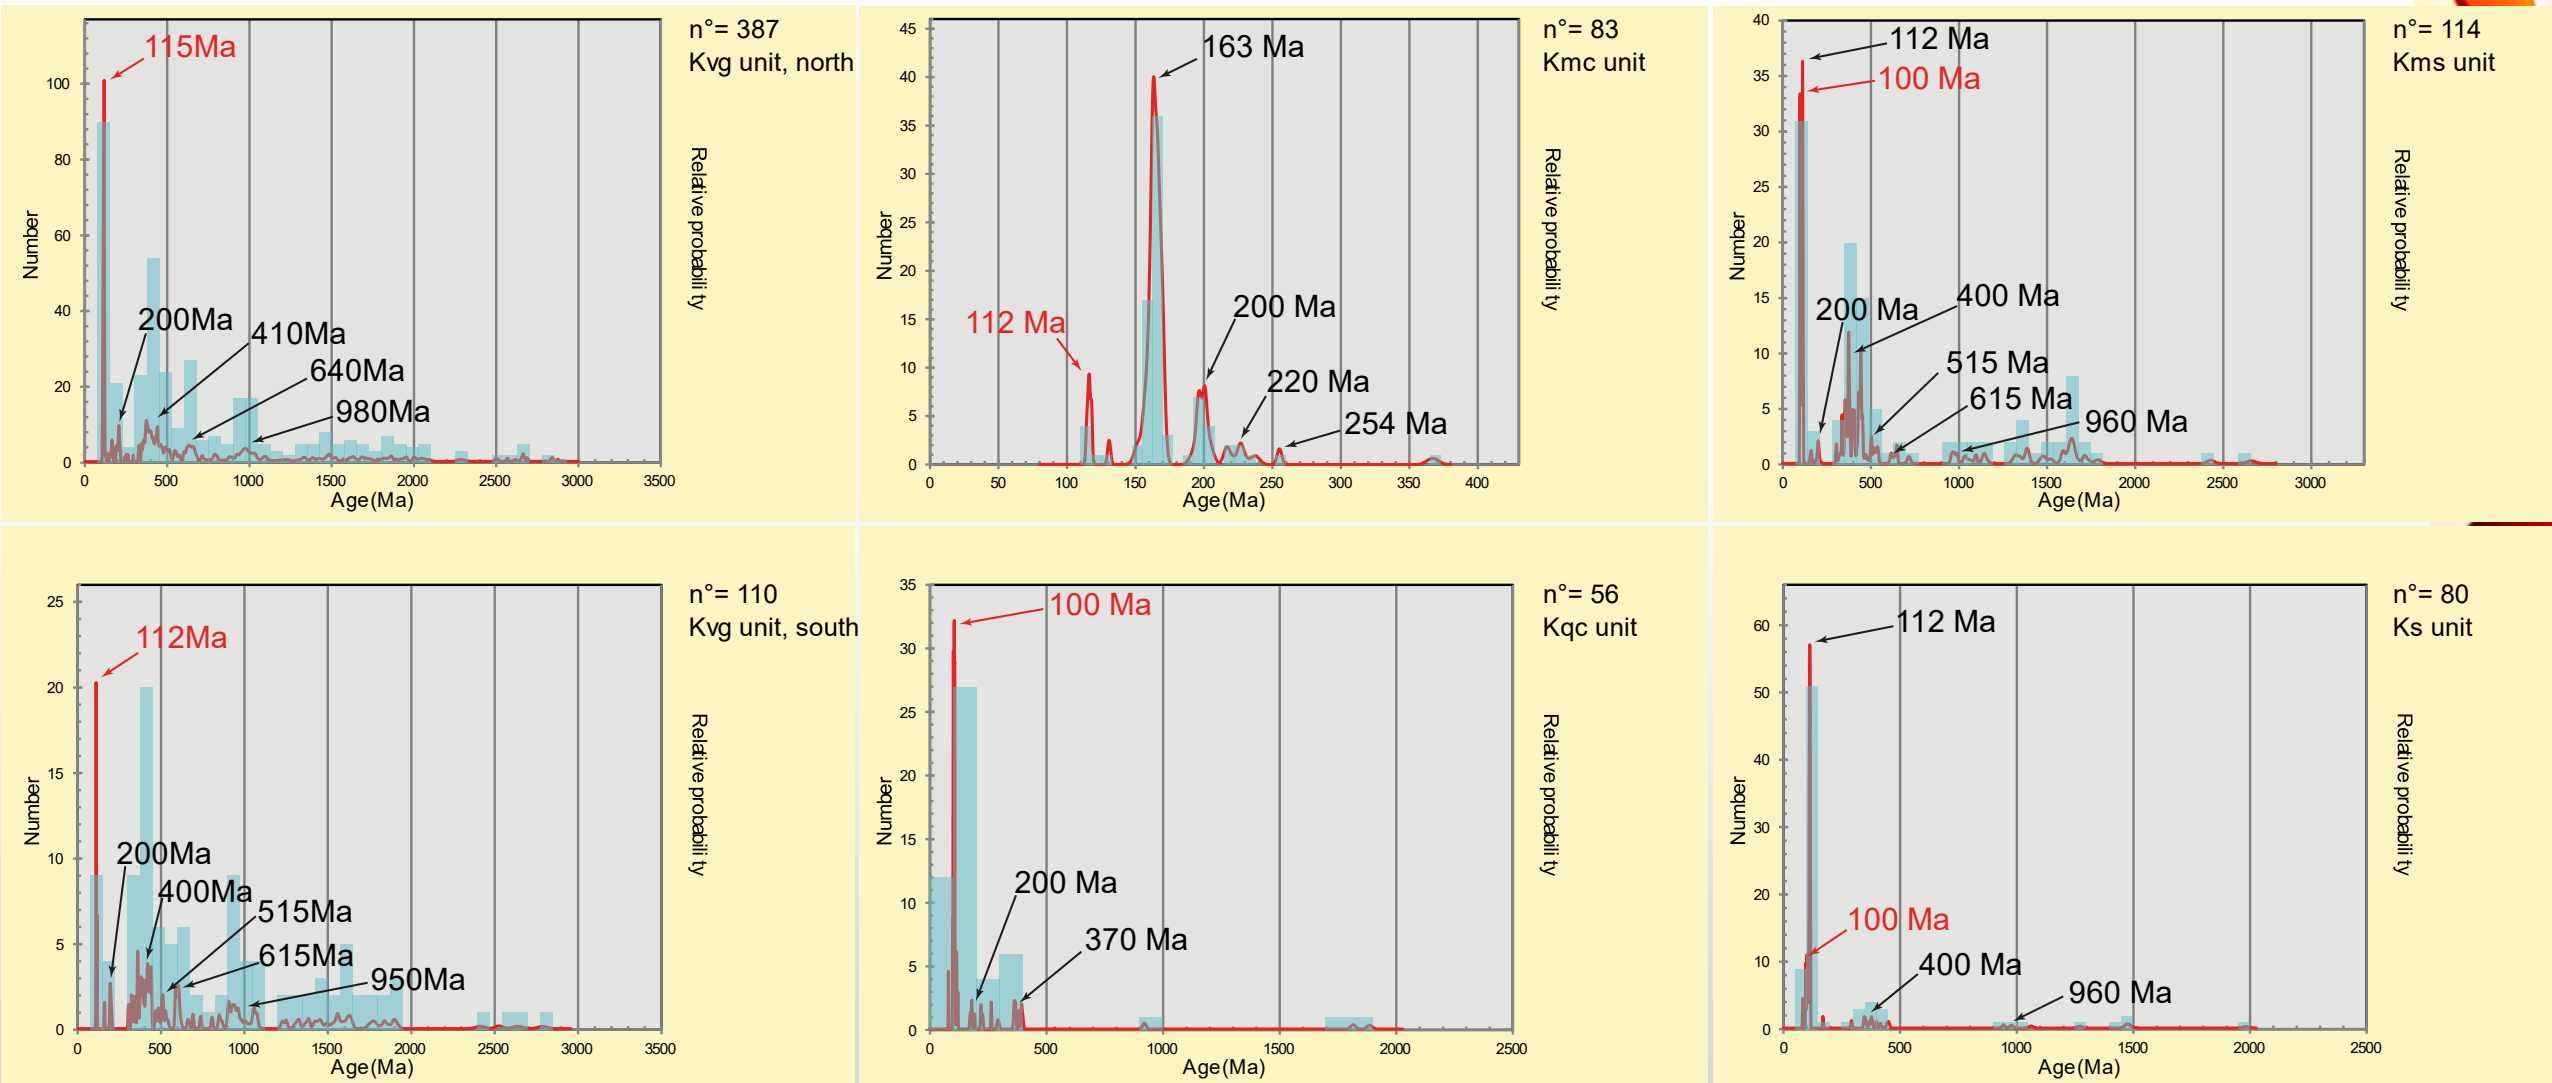 n°= 387
Kvg unit, north
115Ma
200Ma
410Ma
640Ma
980Ma
Number
Relative probability
100
80
60
40
20
0
0 500 1000 1500 2000 2500 3000 3500
Age(Ma)
n°= 83
Kmc unit
163 Ma
112 Ma
200 Ma
220 Ma
254 Ma
Number
Relative probability
45
40
35
30
25
20
15
10
5
0
0 50 100 150 200 250 300 350 400
Age(Ma)
n°= 114
Kms unit
112 Ma
100 Ma
200 Ma
400 Ma
515 Ma
615 Ma
960 Ma
Number
Relative probability
40
35
30
25
20
15
10
5
0
0 500 1000 1500 2000 2500 3000
Age(Ma)
n°= 110
Kvg unit, south
112Ma
200Ma
400Ma
515Ma
615Ma
950Ma
Number
Relative probability
25
20
15
10
5
0
0 500 1000 1500 2000 2500 3000 3500
Age(Ma)
n°= 56
Kqc unit
100 Ma
200 Ma
370 Ma
Number
Relative probability
35
30
25
20
15
10
5
0
0 500 1000 1500 2000 2500
Age(Ma)
n°= 80
Ks unit
112 Ma
100 Ma
400 Ma
960 Ma
Number
Relative probability
60
50
40
30
20
10
0
0 500 1000 1500 2000 2500
Age(Ma)